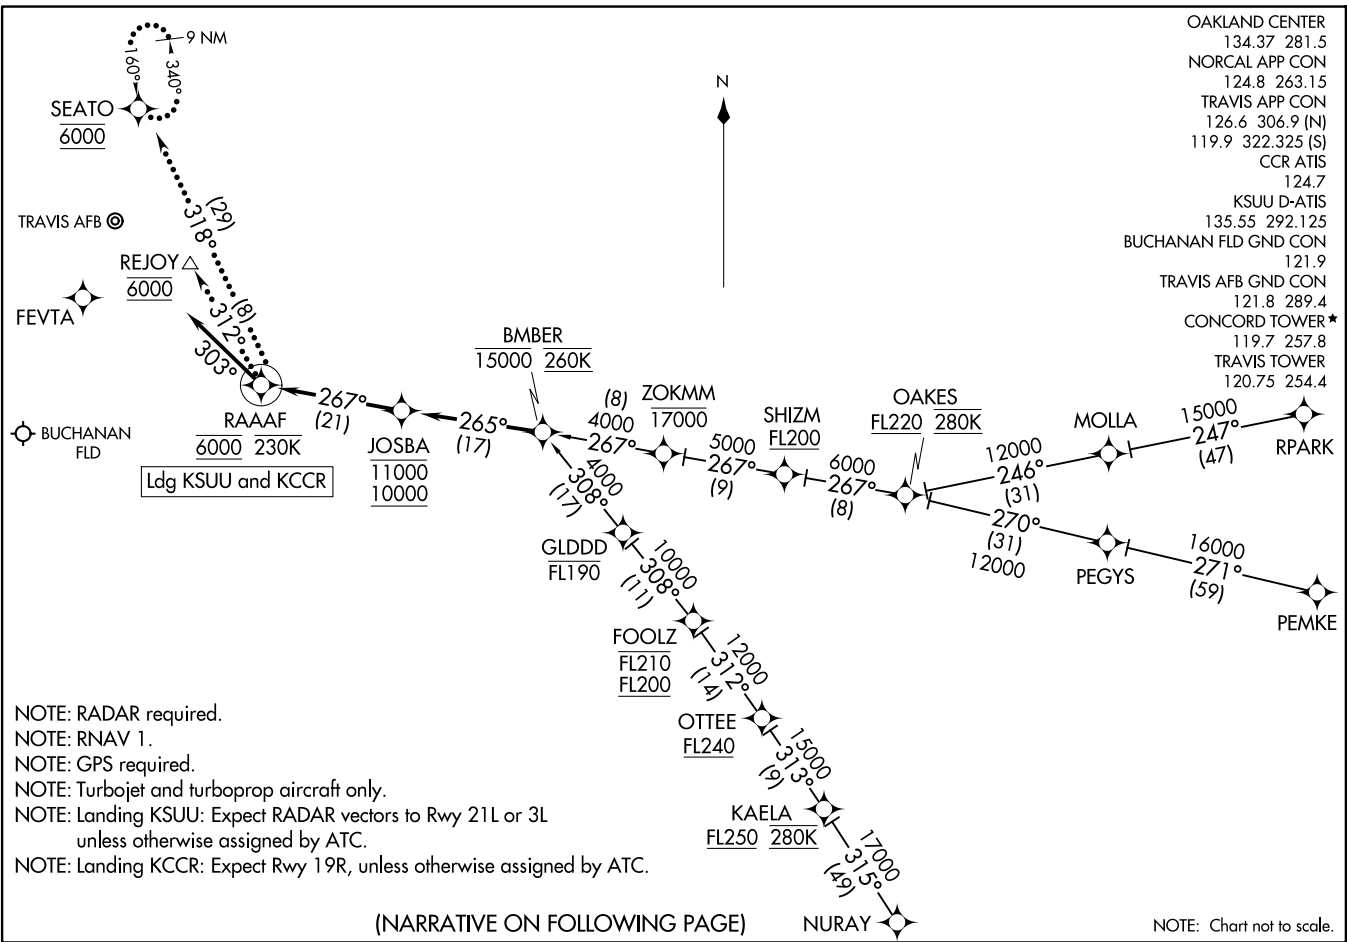 OAKLAND CENTER
134.37 281.5
NORCAL APP CON
124.8 263.15
TRAVIS APP CON
126.6 306.9 (N)
119.9 322.325 (S)
CCR ATIS
124.7
KSUU D-ATIS
135.55 292.125
BUCHANAN FLD GND CON
121.9
TRAVIS AFB GND CON
121.8 289.4
CONCORD TOWER★
119.7 257.8
TRAVIS TOWER
120.75 254.4
9 NM
160°
340°
SEATO
6000
N
(29)
318°
TRAVIS AFB
REJOY
6000
(8)
312°
FEVTA
303°
BUCHANAN
FLD
RAAAF
6000 230K
Ldg KSUU and KCCR
267°
(21)
JOSBA
11000
10000
265°
(17)
BMBER
15000 260K
(8)
4000
267°
ZOKMM
17000
5000
267°
(9)
SHIZM
FL200
6000
267°
(8)
OAKES
FL220 280K
12000
246°
(31)
MOLLA
15000
247°
(47)
RPARK
270°
(31)
12000
PEGYS
16000
271°
(59)
PEMKE
4000
308°
(17)
GLDDD
FL190
10000
308°
(11)
FOOLZ
FL210
FL200
12000
312°
(14)
OTTEE
FL240
15000
313°
(9)
KAELA
FL250 280K
17000
315°
(49)
NURAY
NOTE: RADAR required.
NOTE: RNAV 1.
NOTE: GPS required.
NOTE: Turbojet and turboprop aircraft only.
NOTE: Landing KSUU: Expect RADAR vectors to Rwy 21L or 3L
unless otherwise assigned by ATC.
NOTE: Landing KCCR: Expect Rwy 19R, unless otherwise assigned by ATC.
(NARRATIVE ON FOLLOWING PAGE)
NOTE: Chart not to scale.